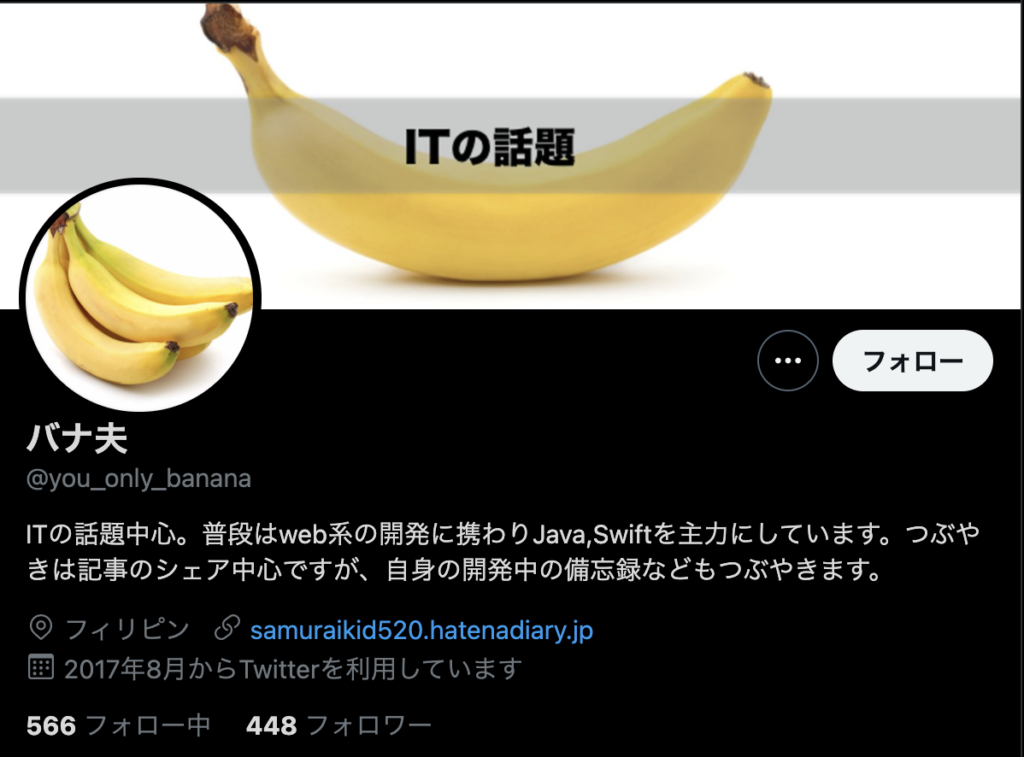 ITの話題
フォロー
バナ夫
@you_only_banana
ITの話題中心。普段はweb系の開発に携わりJava,Swiftを主力にしています。つぶや
きは記事のシェア中心ですが、自身の開発中の備忘録などもつぶやきます。
フィリピン samuraikid520.hatenadiary.jp
2017年8月からTwitterを利用しています
566 フォロー中 448 フォロワー